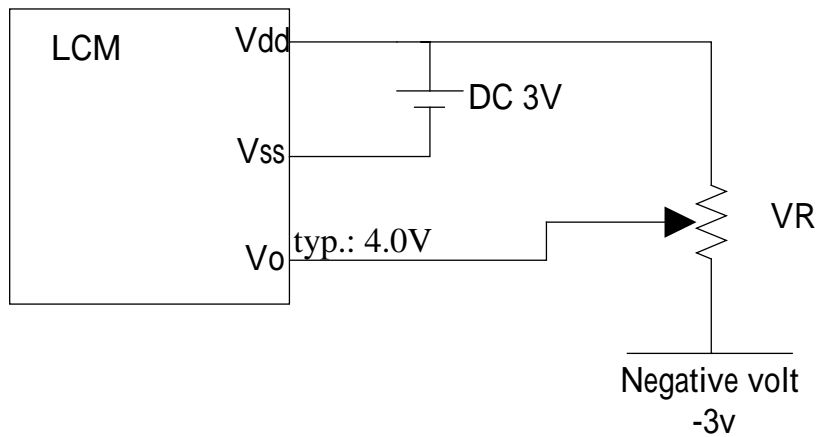 LCM
Vdd
DC 3V
Vss
VR
typ.: 4.0V
Vo
Negative volt
-3v